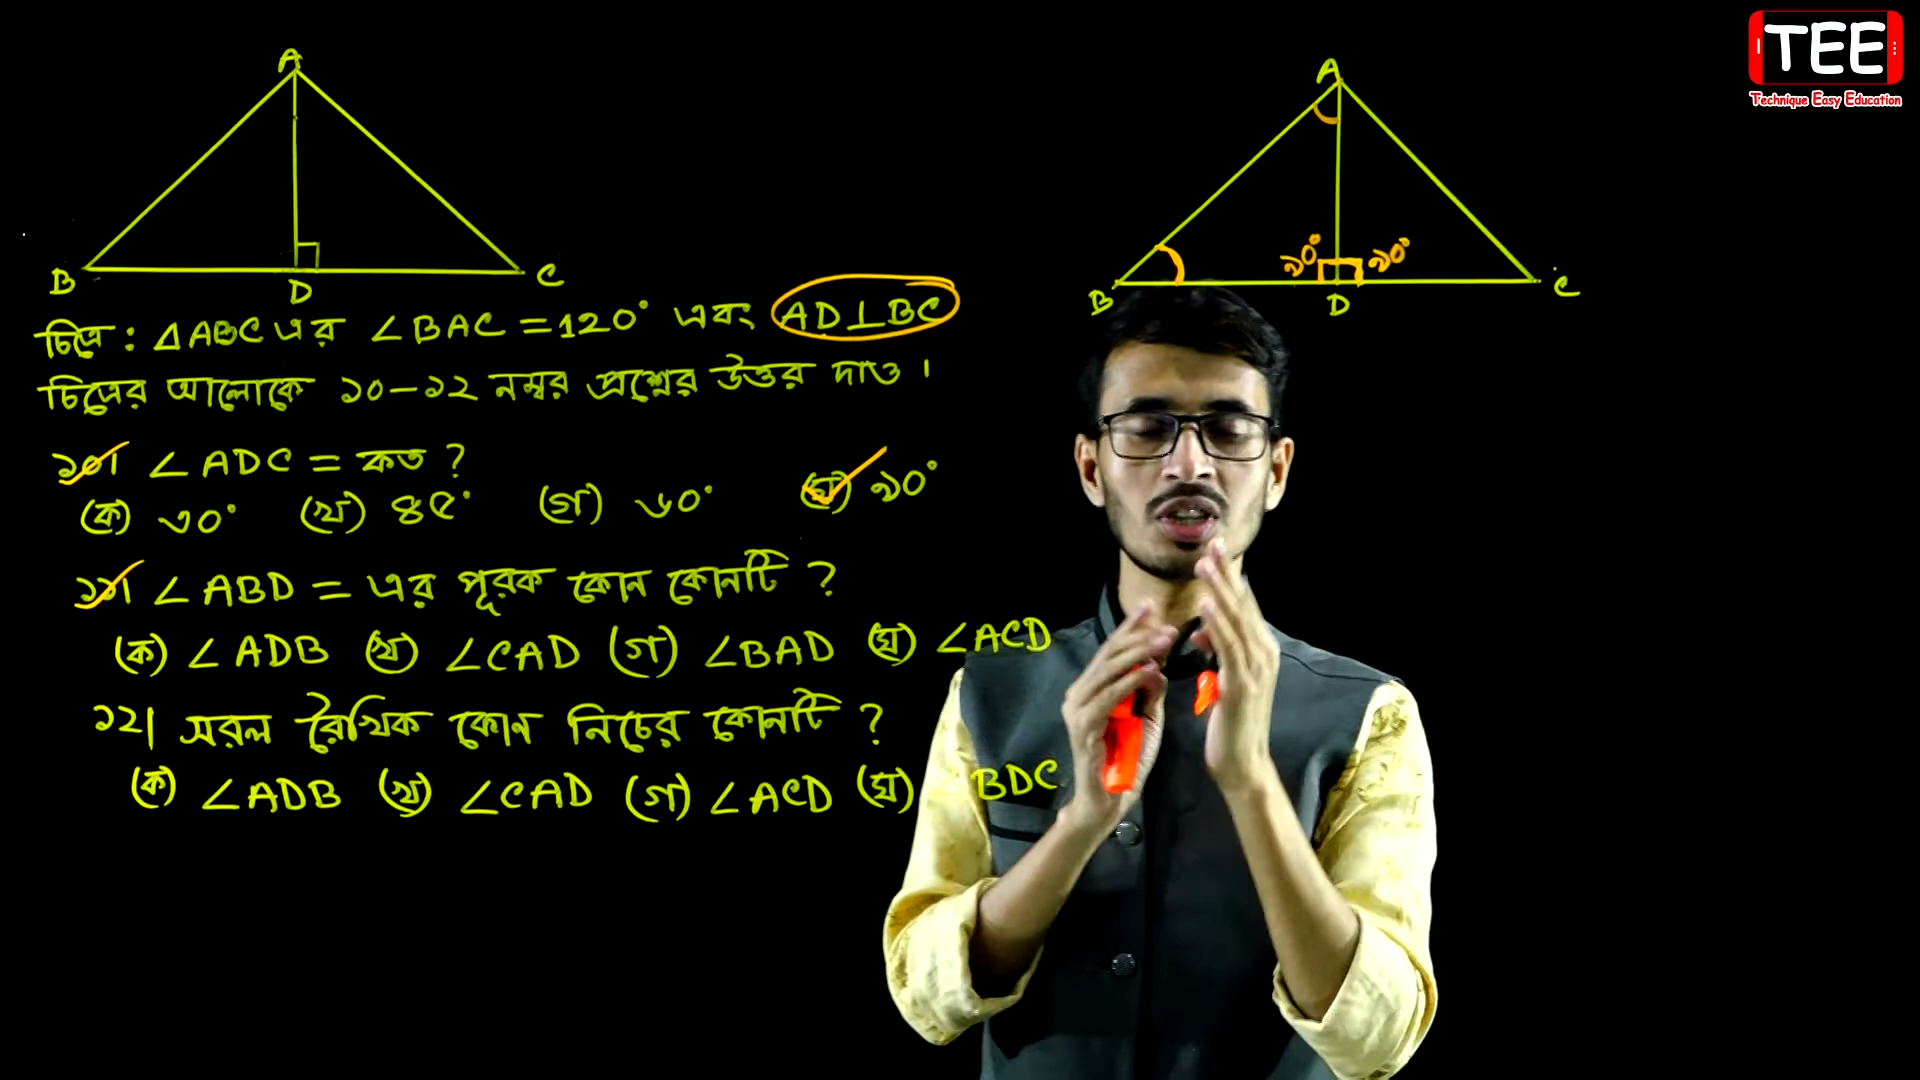 TEE
Technique Easy Education
A
B
D
C
A
B
D
C
৯০° ৯০°
চিত্রে : ΔABC এর ∠BAC = 120° এবং AD⊥BC
চিত্রের আলোকে ১০-১২ নম্বর প্রশ্নের উত্তর দাও ।
১০। ∠ADC = কত ?
(ক) ৩০° (খ) ৪৫° (গ) ৬০° (ঘ) ৯০°
১১। ∠ABD = এর পূরক কোন কোনটি ?
(ক) ∠ADB (খ) ∠CAD (গ) ∠BAD (ঘ) ∠ACD
১২। সরল রৈখিক কোন নিচের কোনটি ?
(ক) ∠ADB (খ) ∠CAD (গ) ∠ACD (ঘ) BDC